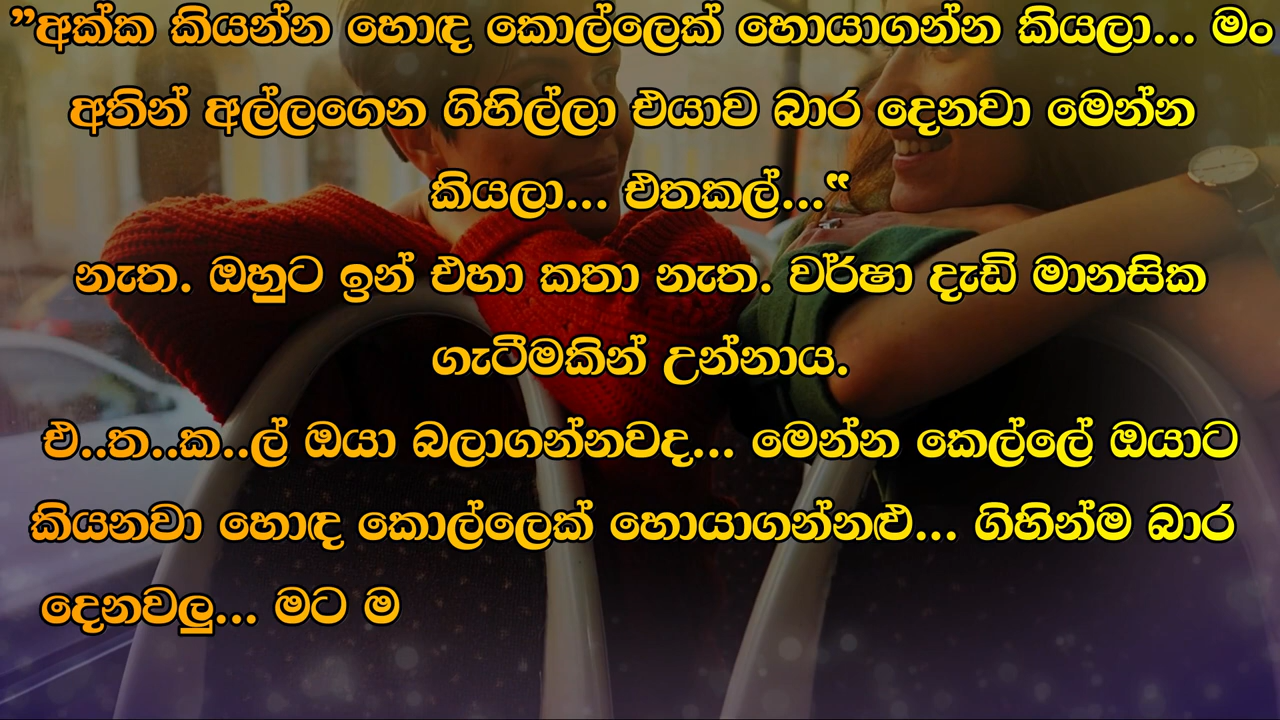 ”අක්ක කියන්න හොඳ කොල්ලෙක් හොයාගන්න කියලා... මං
අතින් අල්ලගෙන ගිහිල්ලා එයාව බාර දෙනවා මෙන්න
කියලා... එතකල්...“
නැත. ඔහුට ඉන් එහා කතා නැත. වර්ෂා දැඩි මානසික
ගැටීමකින් උන්නාය.
එ..ත..ක..ල් ඔයා බලාගන්නවද... මෙන්න කෙල්ලේ ඔයාට
කියනවා හොඳ කොල්ලෙක් හොයාගන්නළු... ගිහින්ම බාර
දෙනවලු... මට ම